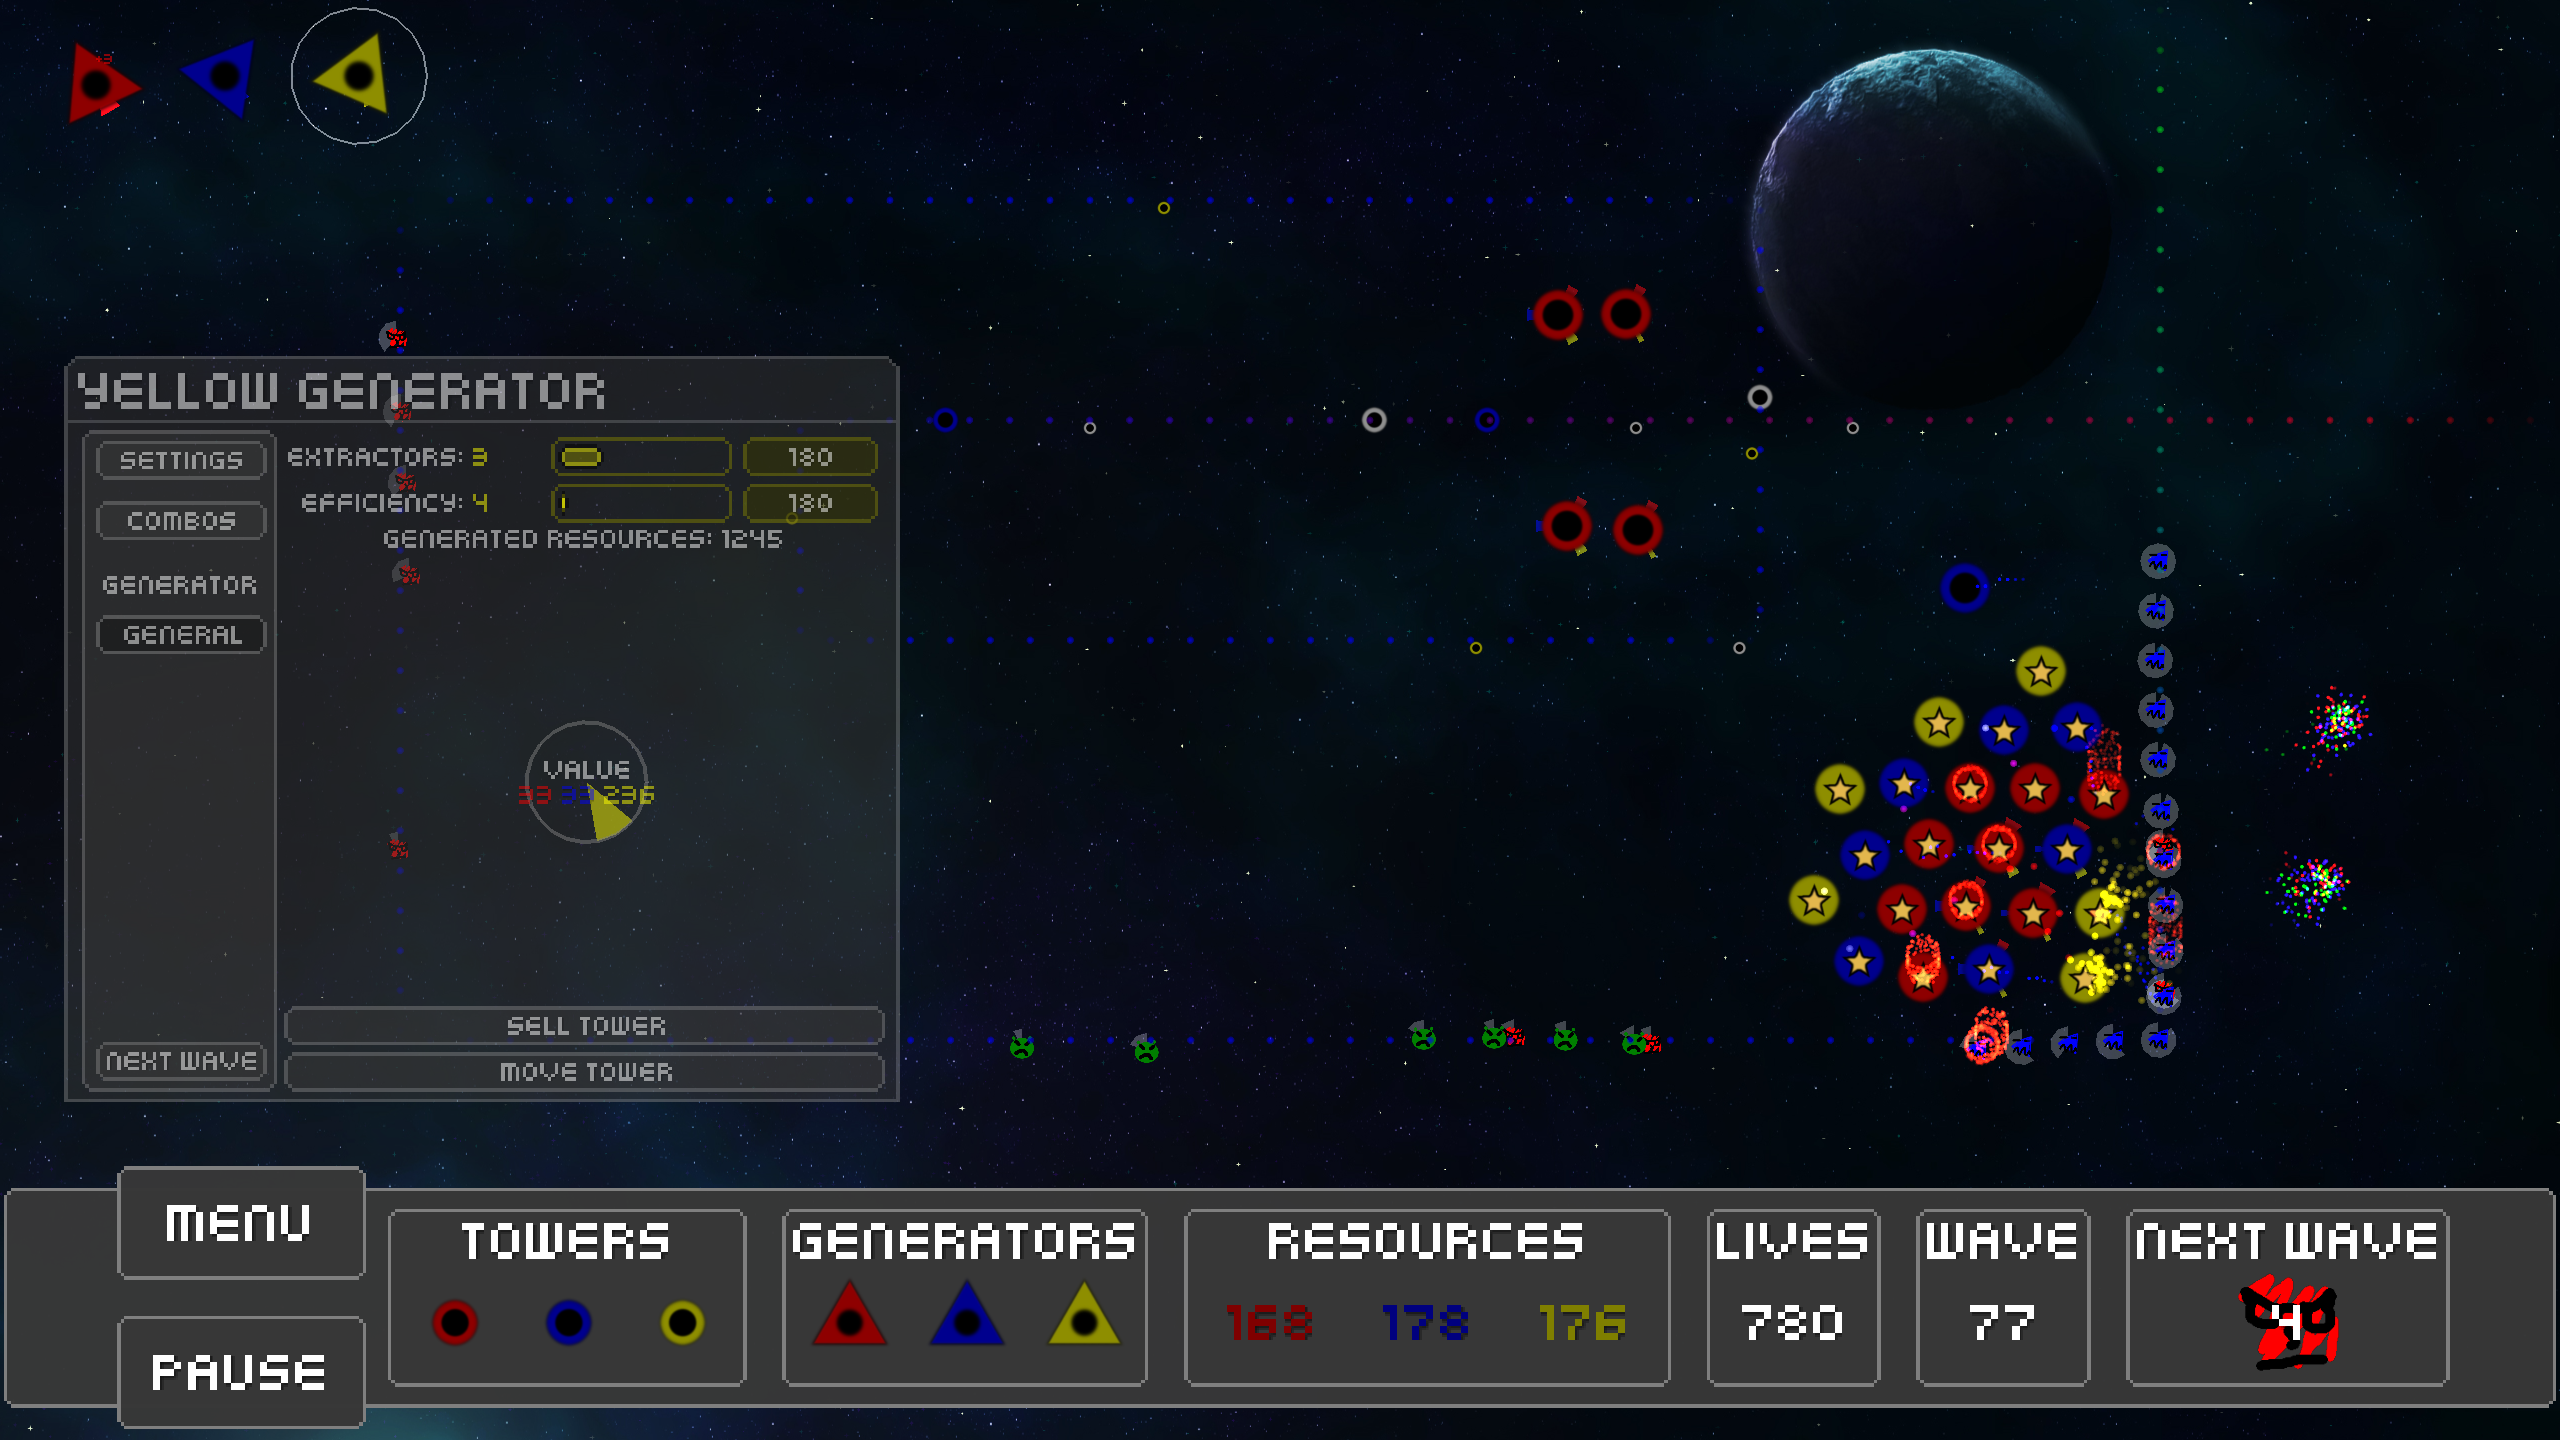 +3
YELLOW GENERATOR
SETTINGS
COMBOS
GENERATOR
GENERAL
NEXT WAVE
EXTRACTORS: 3
180
EFFICIENCY: 4
180
GENERATED RESOURCES: 1245
VALUE
33 33 236
SELL TOWER
MOVE TOWER
MENU
PAUSE
TOWERS
GENERATORS
RESOURCES
168 178 176
LIVES
780
WAVE
77
NEXT WAVE
4